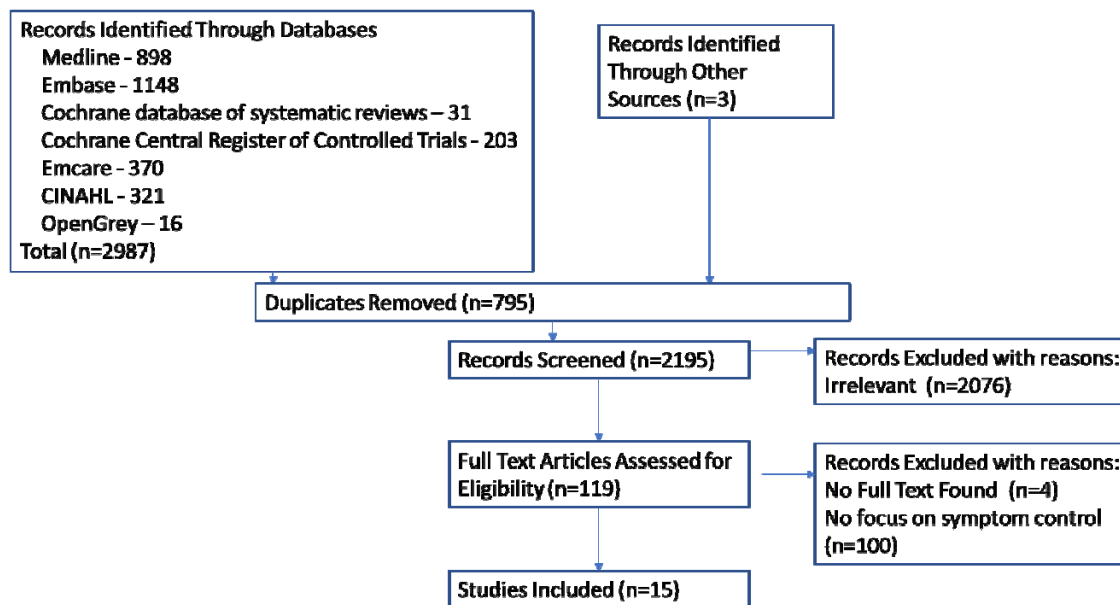 Records Identified Through Databases
Medline - 898
Embase - 1148
Cochrane database of systematic reviews – 31
Cochrane Central Register of Controlled Trials - 203
Emcare - 370
CINAHL - 321
OpenGrey – 16
Total (n=2987)
Records Identified
Through Other
Sources (n=3)
Duplicates Removed (n=795)
Records Screened (n=2195)
Records Excluded with reasons:
Irrelevant (n=2076)
Full Text Articles Assessed for
Eligibility (n=119)
Records Excluded with reasons:
No Full Text Found (n=4)
No focus on symptom control
(n=100)
Studies Included (n=15)